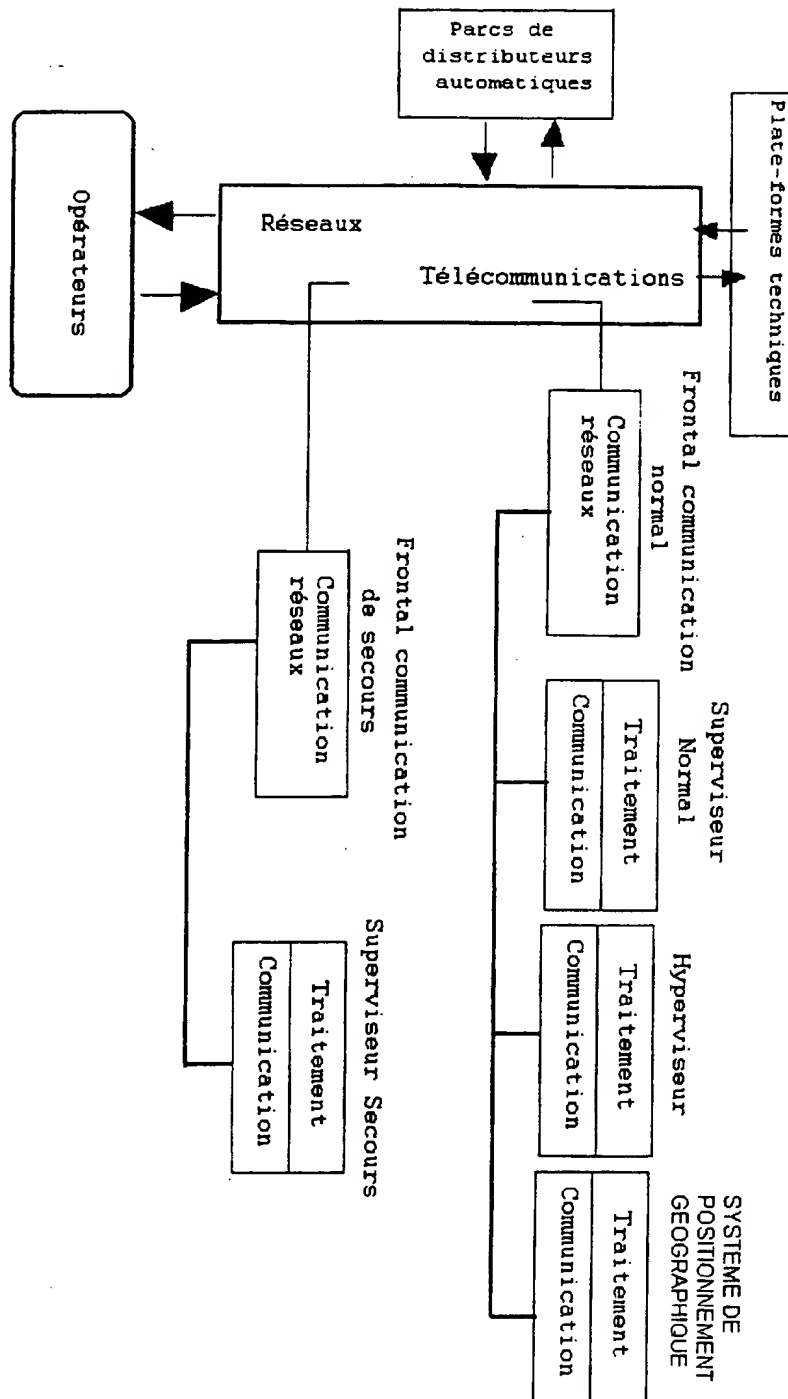 Parcs de
distributeurs
automatiques
Plate-formes techniques
Opérateurs
Réseaux
Télécommunications
Frontal communication
normal
Communication
réseaux
Frontal communication
de secours
Communication
réseaux
Superviseur
Normal
Traitement
Communication
Hyperviseur
Traitement
Communication
SYSTEME DE
POSITIONNEMENT
GEOGRAPHIQUE
Traitement
Communication
Superviseur Secours
Traitement
Communication